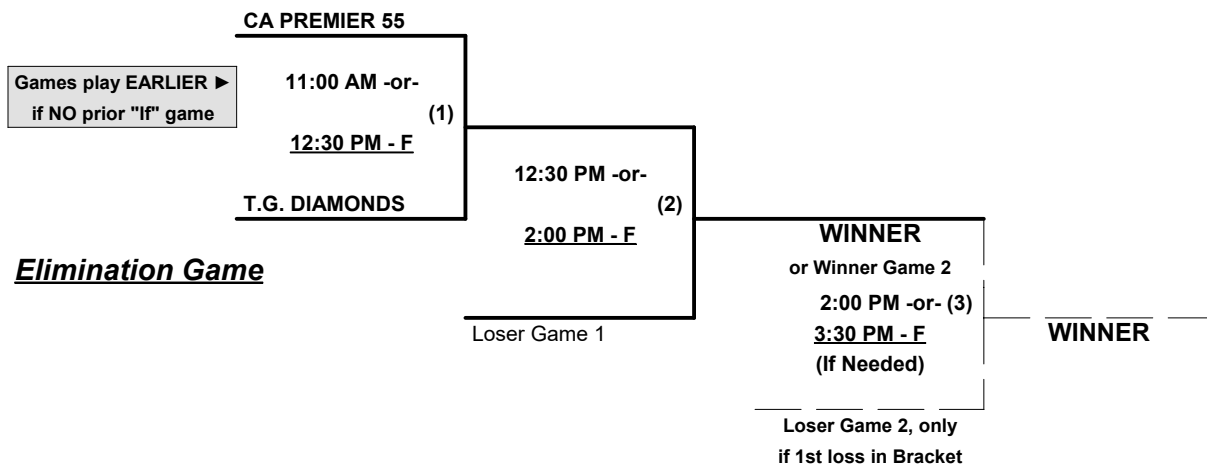 CA PREMIER 55
Games play EARLIER ►
if NO prior "If" game
11:00 AM -or-
(1)
12:30 PM - F
T.G. DIAMONDS
12:30 PM -or-
(2)
2:00 PM - F
Elimination Game
Loser Game 1
WINNER
or Winner Game 2
2:00 PM -or- (3)
3:30 PM - F
(If Needed)
WINNER
Loser Game 2, only
if 1st loss in Bracket